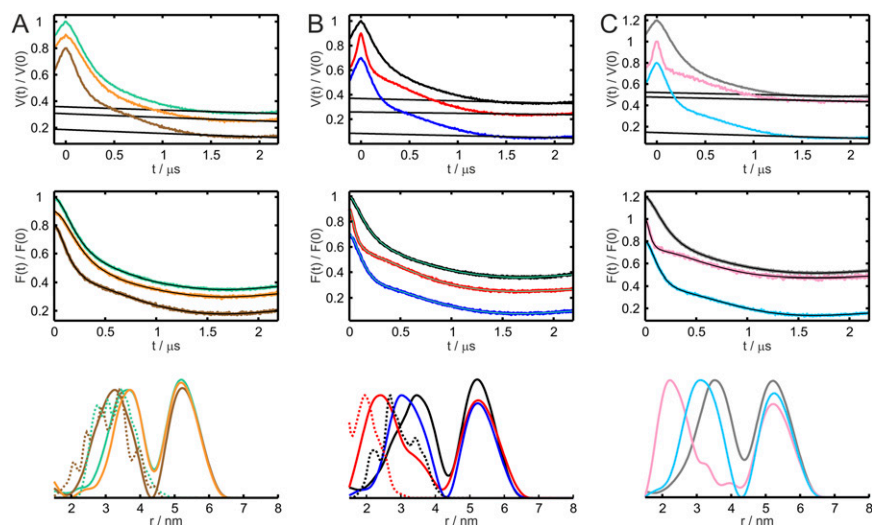 A B C
V(t) / V(0) 1 0.8 0.6 0.4 0.2
0 0.5 1 1.5 2
t / μs
V(t) / V(0) 1 0.8 0.6 0.4 0.2
0 0.5 1 1.5 2
t / μs
V(t) / V(0) 1.2 1 0.8 0.6 0.4 0.2
0 0.5 1 1.5 2
t / μs
F(t) / F(0) 1 0.8 0.6 0.4 0.2
0 0.5 1 1.5 2
t / μs
F(t) / F(0) 1 0.8 0.6 0.4 0.2
0 0.5 1 1.5 2
t / μs
F(t) / F(0) 1.2 1 0.8 0.6 0.4 0.2
0 0.5 1 1.5 2
t / μs
2 3 4 5 6 7 8
r / nm
2 3 4 5 6 7 8
r / nm
2 3 4 5 6 7 8
r / nm